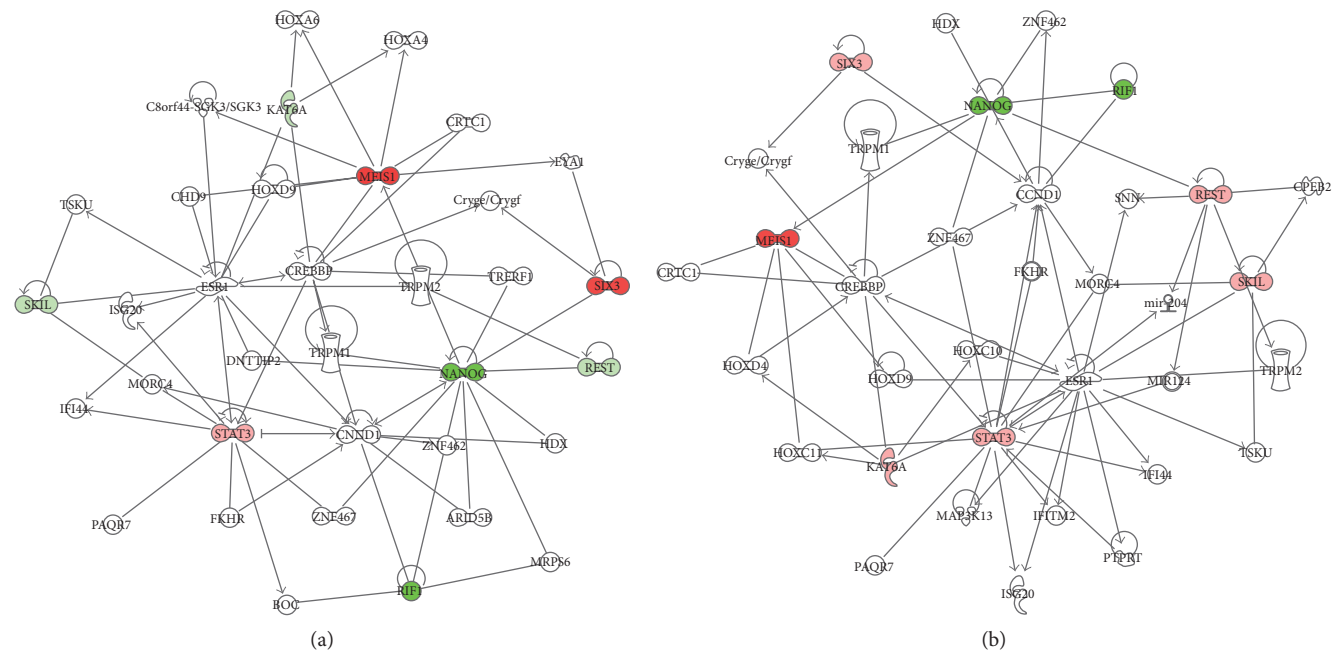 HOXA6
HOXA4
C8orf44-SGK3/SGK3
KAT6A
CRTC1
EYA1
MEIS1
CHD9
HOXD9
TSKU
Cryge/Crygf
CREBBP
TRERF1
ESR1
TRPM2
SIX3
SKIL
ISG20
TRPM1
DNTTIP2
NANOG
REST
MORC4
IFI44
STAT3
CNND1
ZNF462
HDX
PAQR7
FKHR
ZNF467
ARID5B
MRPS6
RIF1
BOC
(a)
HDX
ZNF462
SIX3
RIF1
NANOG
TRPM1
Cryge/Crygf
CCND1
SNN
REST
CPEB2
MEIS1
ZNF467
CRTC1
CREBBP
FKHR
MORC4
SKIL
mir-204
HOXC10
HOXD4
HOXD9
ESR1
MIR124
TRPM2
STAT3
HOXC11
KAT6A
TSKU
IFI44
MAP3K13
IFITM2
PTPRT
PAQR7
ISG20
(b)